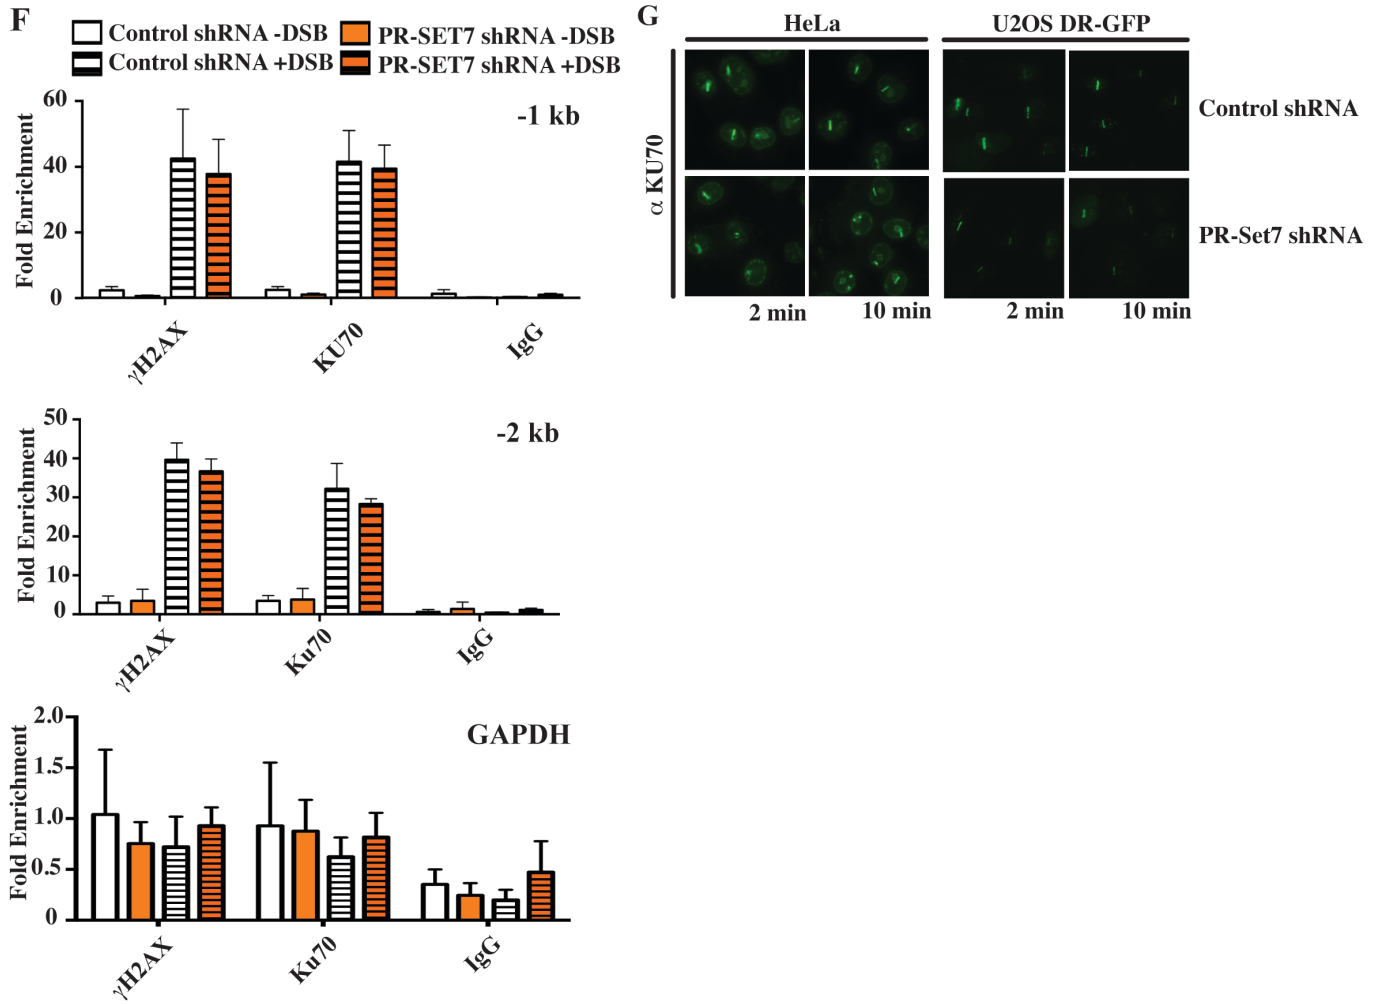 F
Control shRNA -DSB
PR-SET7 shRNA -DSB
Control shRNA +DSB
PR-SET7 shRNA +DSB
-1 kb
Fold Enrichment
60
40
20
0
γH2AX
KU70
IgG
-2 kb
Fold Enrichment
50
40
30
20
10
0
γH2AX
Ku70
IgG
GAPDH
Fold Enrichment
2.0
1.5
1.0
0.5
0
γH2AX
Ku70
IgG
G
HeLa
U2OS DR-GFP
α KU70
Control shRNA
PR-Set7 shRNA
2 min
10 min
2 min
10 min